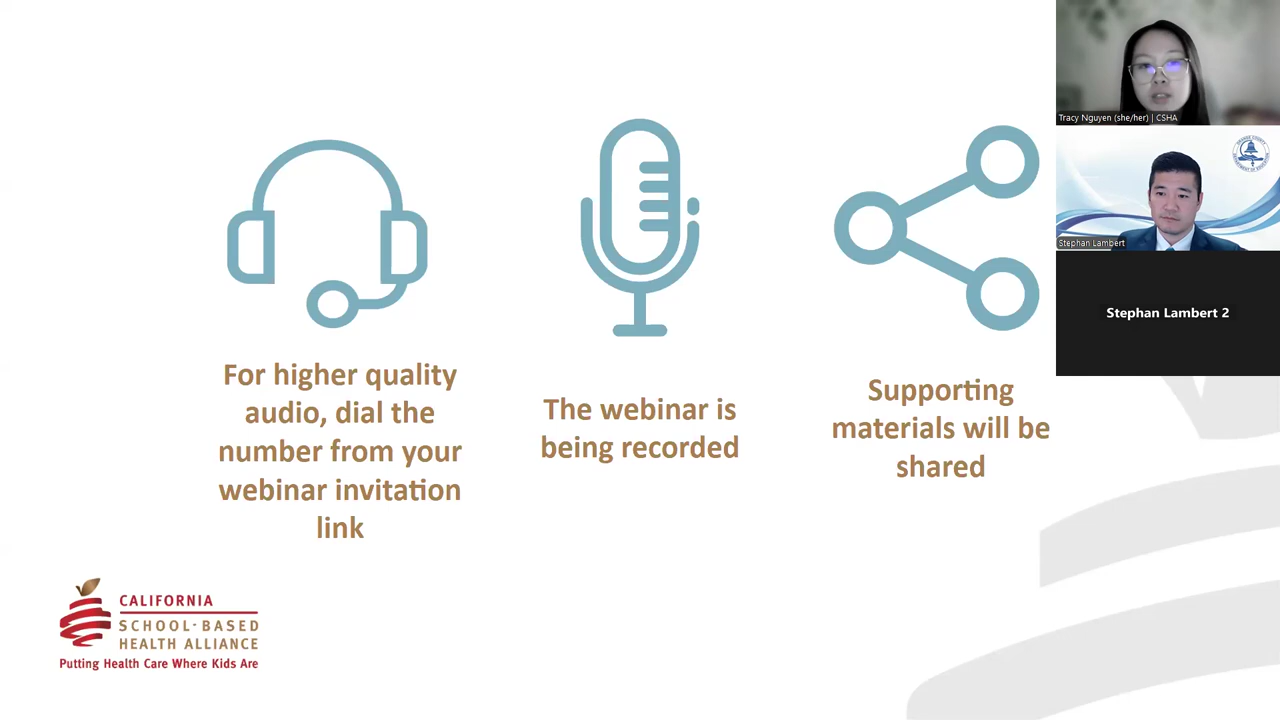 For higher quality
audio, dial the
number from your
webinar invitation
link
The webinar is
being recorded
Supporting
materials will be
shared
CALIFORNIA
SCHOOL-BASED
HEALTH ALLIANCE
Putting Health Care Where Kids Are
Tracy Nguyen (she/her) | CSHA
Stephan Lambert
Stephan Lambert 2